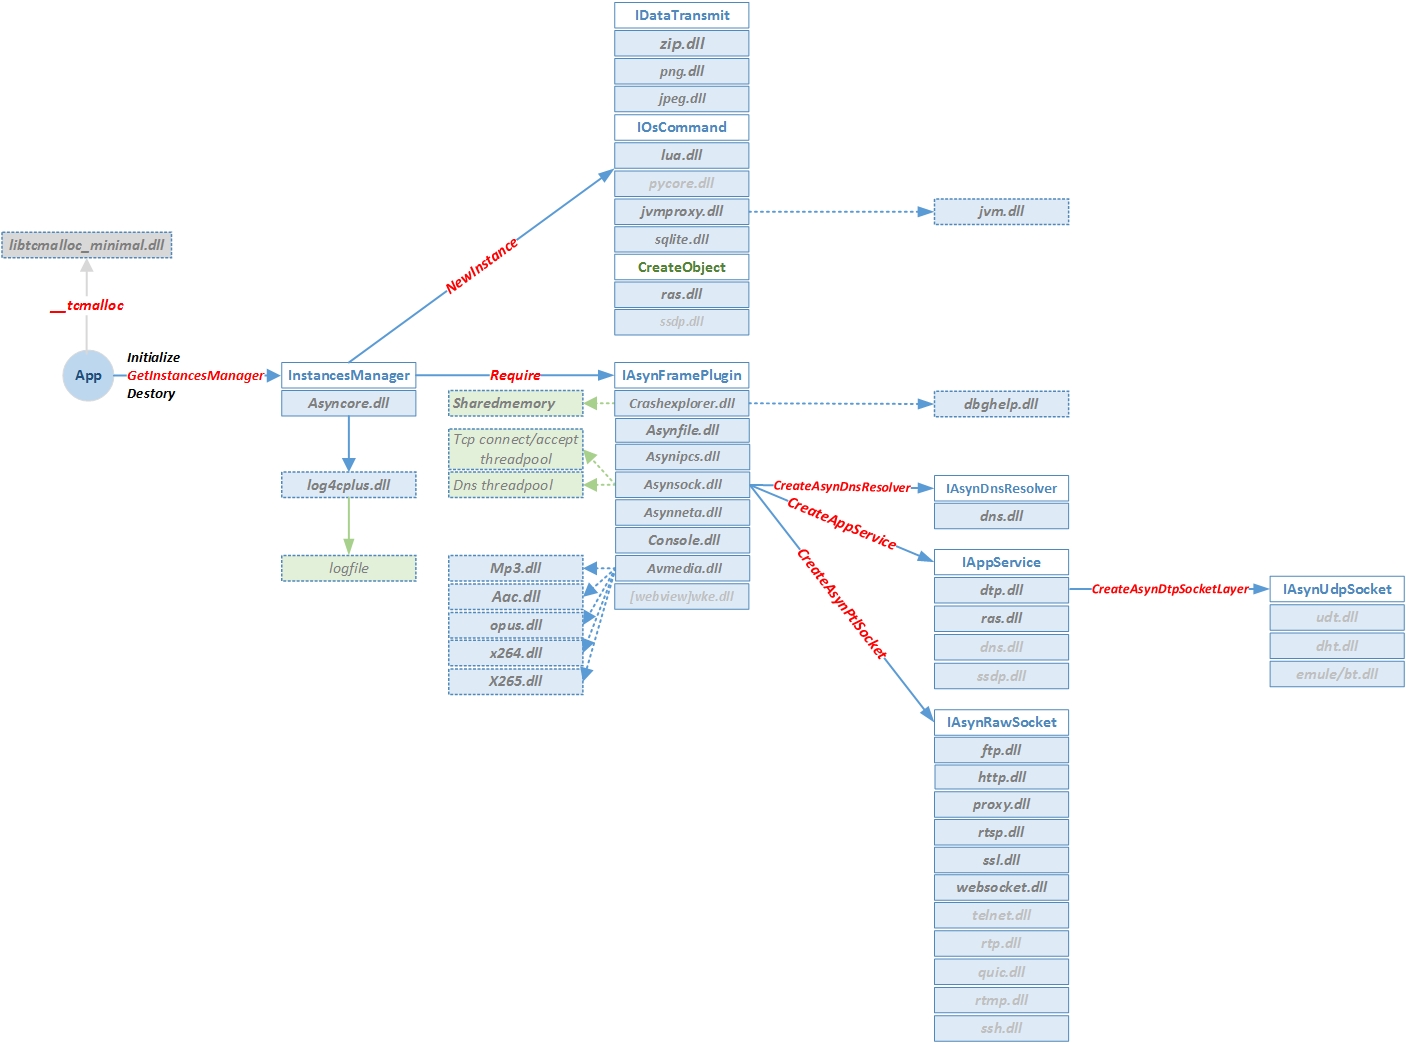 IDataTransmit
zip.dll
png.dll
jpeg.dll
IOsCommand
lua.dll
pycore.dll
jvmproxy.dll
sqlite.dll
CreateObject
ras.dll
ssdp.dll
jvm.dll
NewInstance
libtcmalloc_minimal.dll
__tcmalloc
App
Initialize
GetInstancesManager
Destory
InstancesManager
Asyncore.dll
log4cplus.dll
logfile
Require
IAsynFramePlugin
Crashexplorer.dll
Asynfile.dll
Asynipcs.dll
Asynsock.dll
Asynneta.dll
Console.dll
Avmedia.dll
[webview]wke.dll
Sharedmemory
Tcp connect/accept
threadpool
Dns threadpool
Mp3.dll
Aac.dll
opus.dll
x264.dll
X265.dll
dbghelp.dll
CreateAsynDnsResolver
CreateAppService
CreateAsynPtlSocket
IAsynDnsResolver
dns.dll
IAppService
dtp.dll
ras.dll
dns.dll
ssdp.dll
CreateAsynDtpSocketLayer
IAsynUdpSocket
udt.dll
dht.dll
emule/bt.dll
IAsynRawSocket
ftp.dll
http.dll
proxy.dll
rtsp.dll
ssl.dll
websocket.dll
telnet.dll
rtp.dll
quic.dll
rtmp.dll
ssh.dll